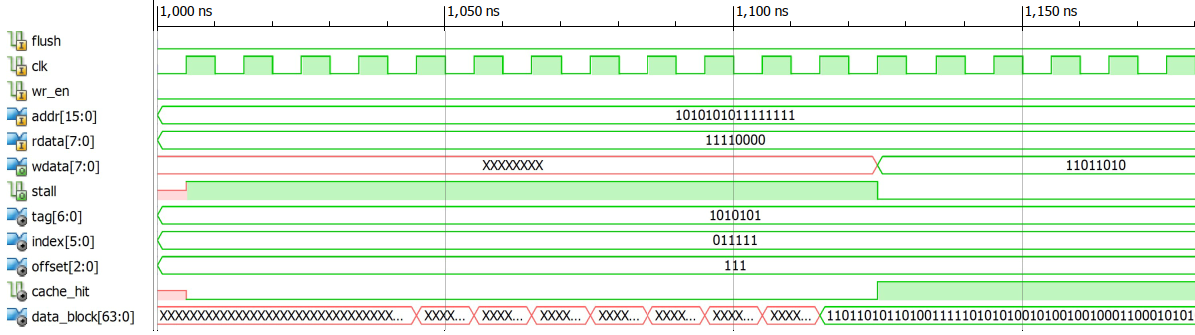 1,000 ns 1,050 ns 1,100 ns 1,150 ns
flush
clk
wr_en
addr[15:0] 1010101011111111
rdata[7:0] 11110000
wdata[7:0] XXXXXXXX 11011010
stall
tag[6:0] 1010101
index[5:0] 011111
offset[2:0] 111
cache_hit
data_block[63:0] XXXXXXXXXXXXXXXXXXXXXXXXXXXXX... XXXX... XXXX... XXXX... XXXX... XXXX... XXXX... XXXX... 1101101011010011111010101001010010010001100010101